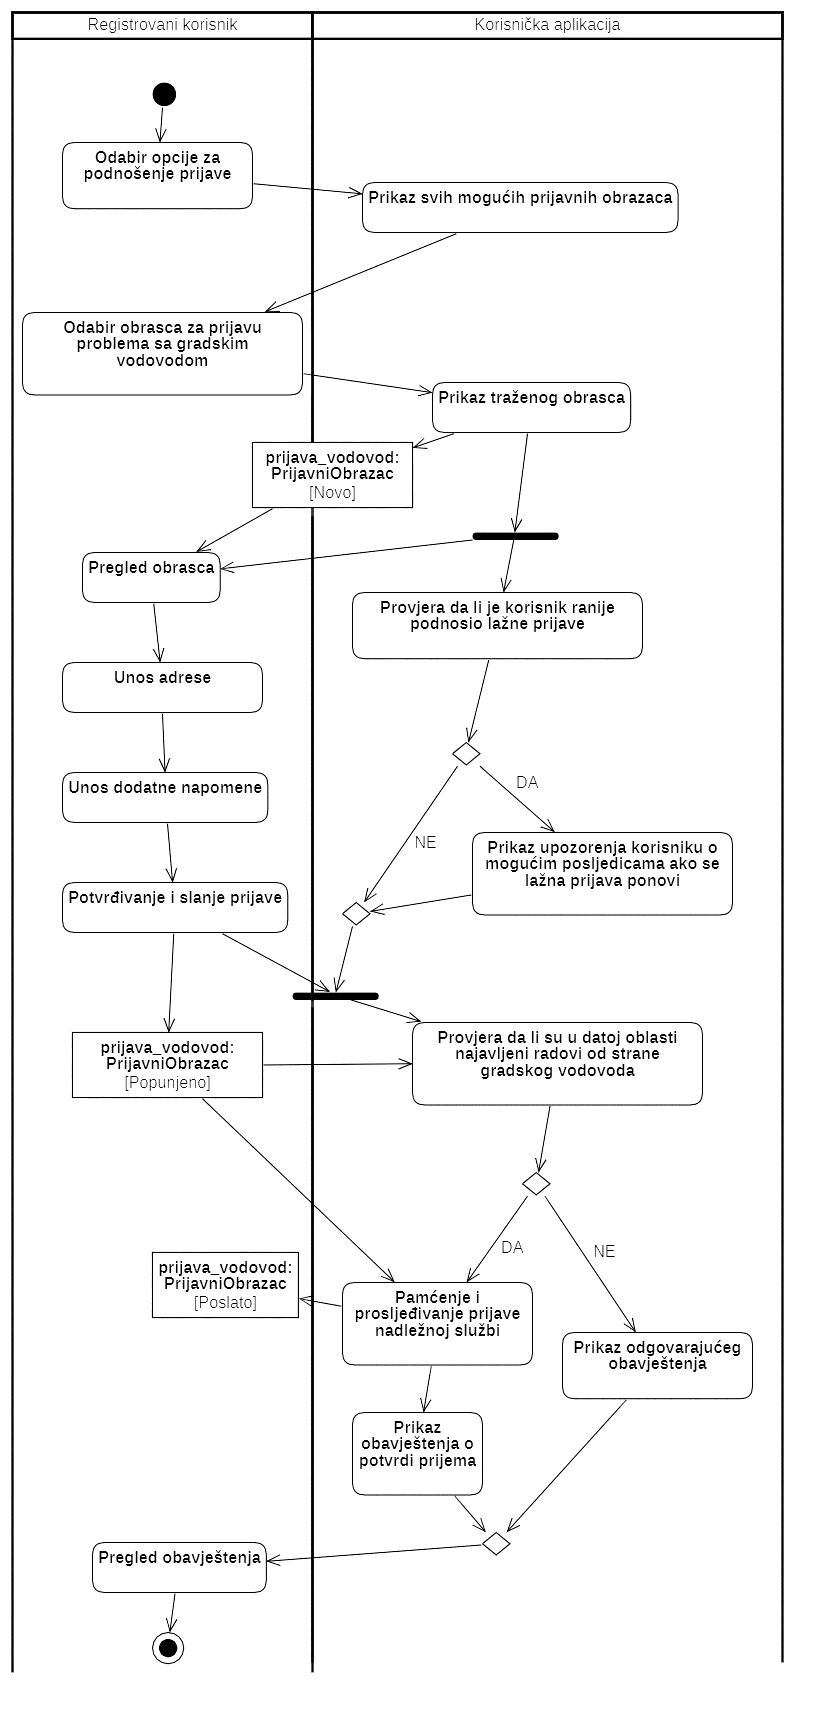 Registrovani korisnik
Korisnička aplikacija
Odabir opcije za
podnošenje prijave
Prikaz svih mogućih prijavnih obrazaca
Odabir obrasca za prijavu
problema sa gradskim
vodovodom
Prikaz traženog obrasca
prijava_vodovod:
PrijavniObrazac
[Novo]
Pregled obrasca
Provjera da li je korisnik ranije
podnosio lažne prijave
Unos adrese
DA
Unos dodatne napomene
NE
Prikaz upozorenja korisniku o
mogućim posljedicama ako se
lažna prijava ponovi
Potvrđivanje i slanje prijave
prijava_vodovod:
PrijavniObrazac
[Popunjeno]
Provjera da li su u datoj oblasti
najavljeni radovi od strane
gradskog vodovoda
DA
NE
prijava_vodovod:
PrijavniObrazac
[Poslato]
Pamćenje i
prosljeđivanje prijave
nadležnoj službi
Prikaz odgovarajućeg
obavještenja
Prikaz
obavještenja o
potvrdi prijema
Pregled obavještenja